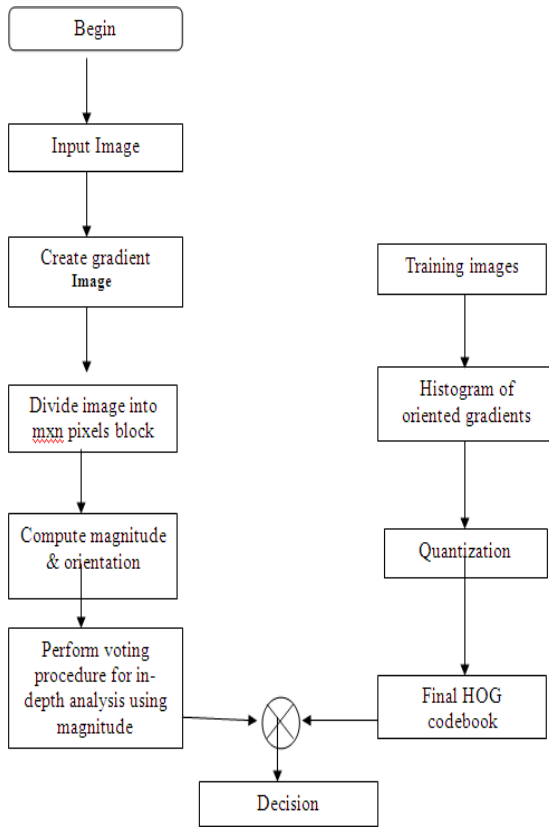 Begin
Input Image
Create gradient
Image
Divide image into
mxn pixels block
Compute magnitude
& orientation
Perform voting
procedure for in-
depth analysis using
magnitude
Training images
Histogram of
oriented gradients
Quantization
Final HOG
codebook
Decision